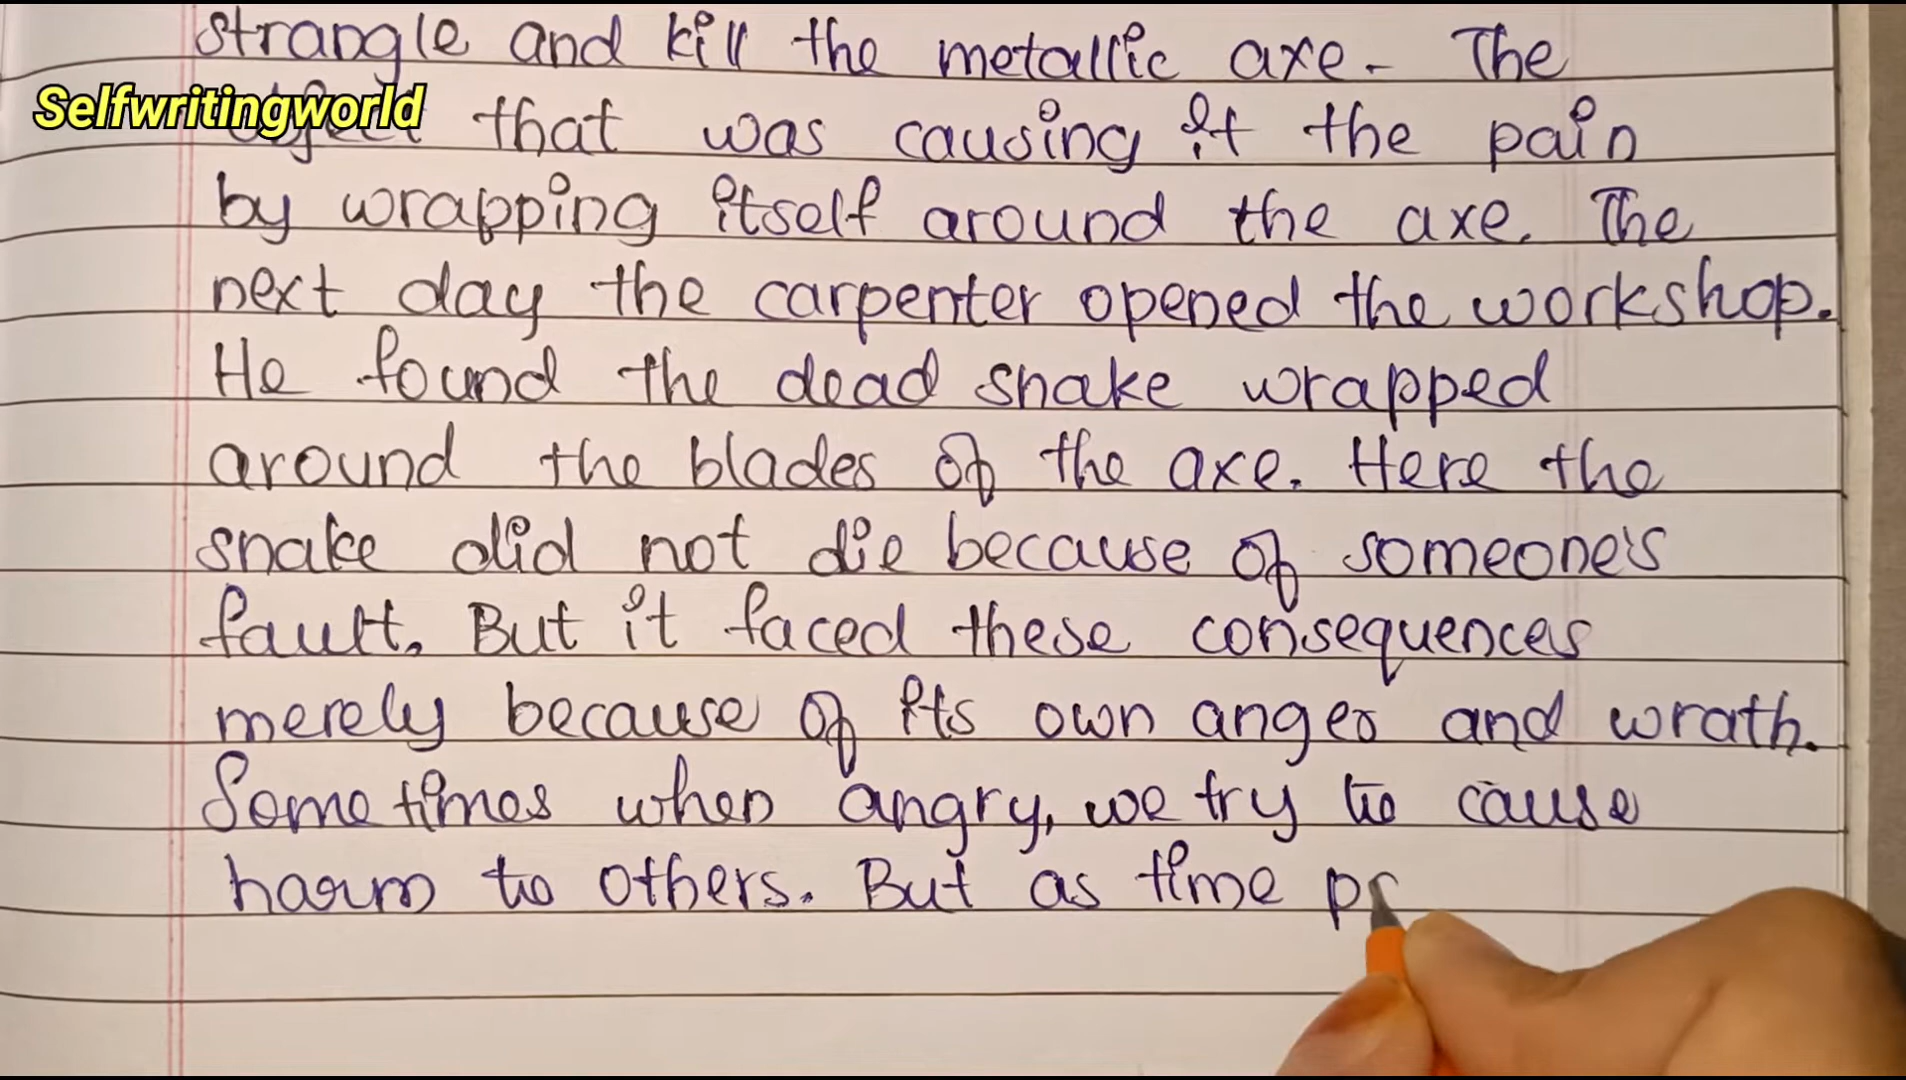 strangle and kill the metallic axe. The
Selfwritingworld
object that was causing it the pain
by wrapping itself around the axe. The
next day the carpenter opened the workshop.
He found the dead snake wrapped
around the blades of the axe. Here the
snake did not die because of someone's
fault. But it faced these consequences
merely because of its own anger and wrath.
Sometimes when angry, we try to cause
harm to others. But as time